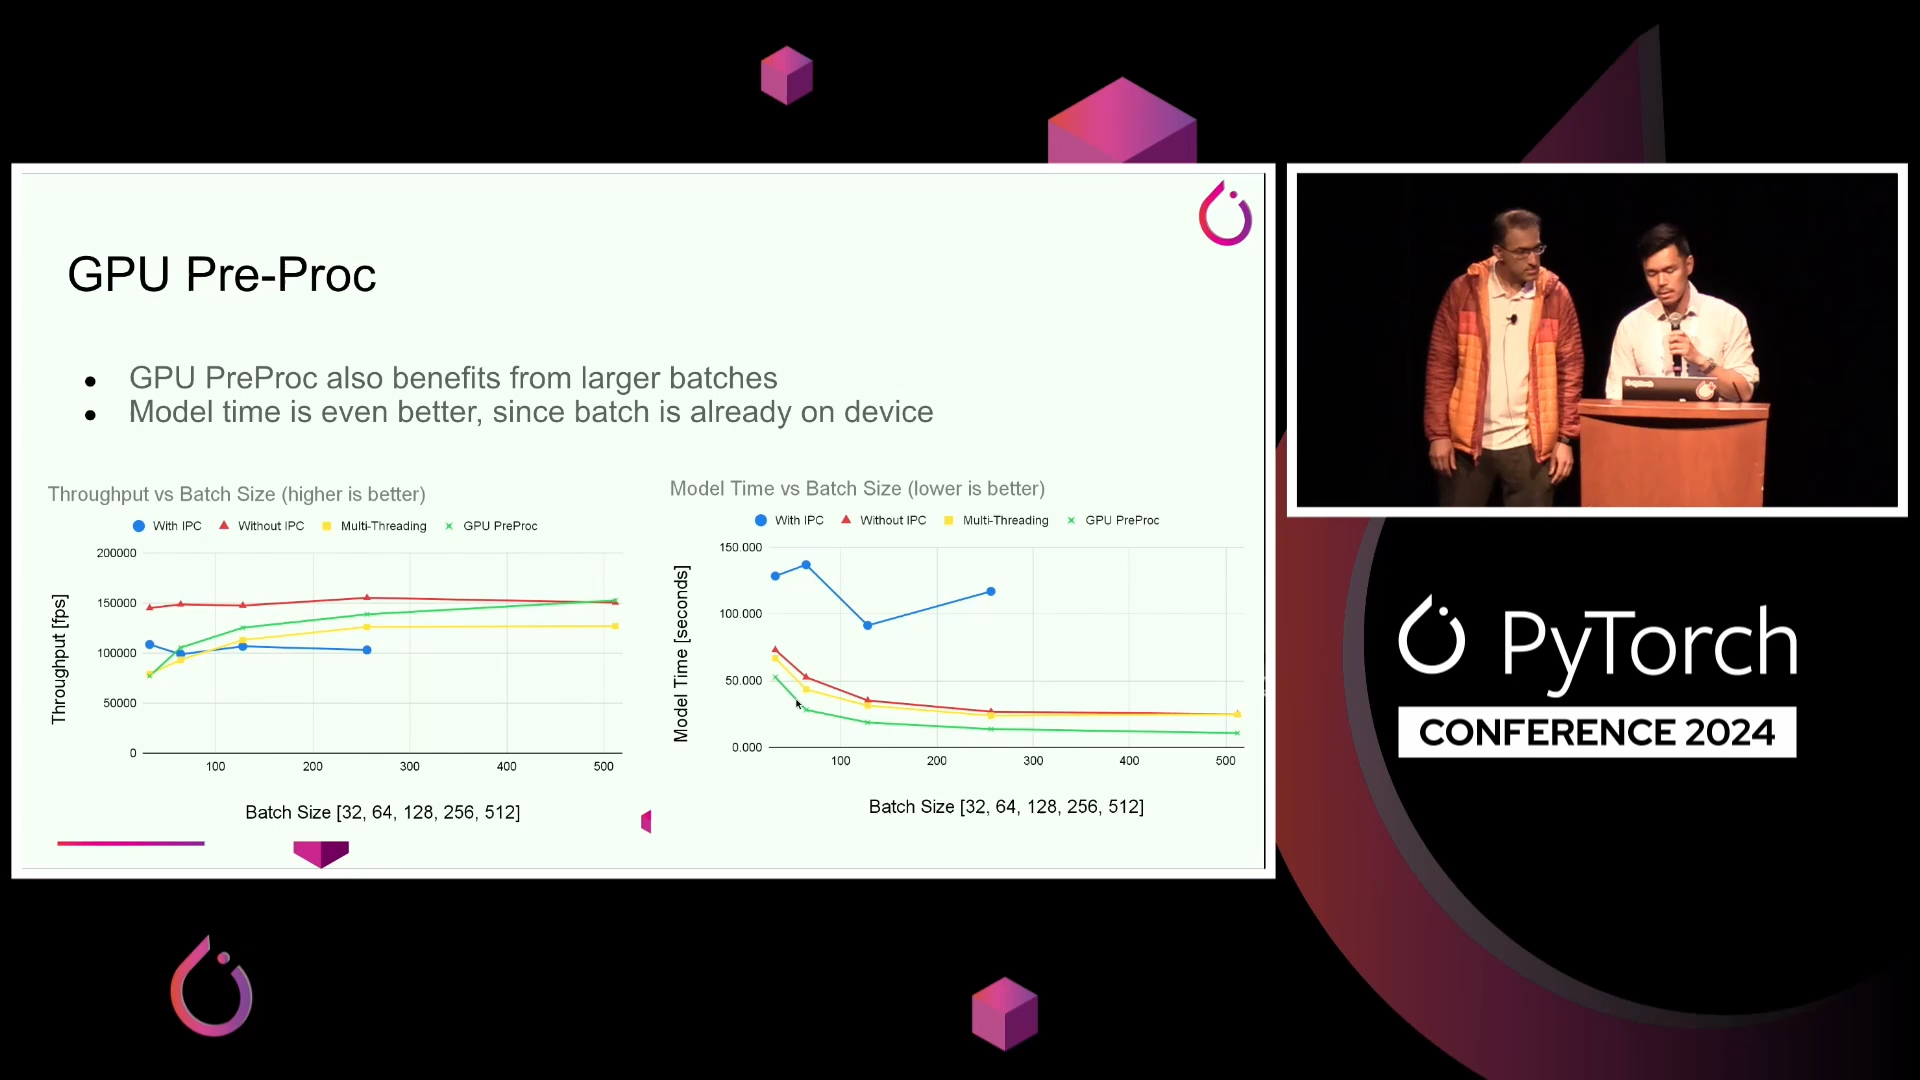 GPU Pre-Proc
● GPU PreProc also benefits from larger batches
● Model time is even better, since batch is already on device
Throughput vs Batch Size (higher is better)
With IPC Without IPC Multi-Threading GPU PreProc
200000
150000
100000
50000
0
Throughput [fps]
100 200 300 400 500
Batch Size [32, 64, 128, 256, 512]
Model Time vs Batch Size (lower is better)
With IPC Without IPC Multi-Threading GPU PreProc
150.000
100.000
50.000
0.000
Model Time [seconds]
100 200 300 400 500
Batch Size [32, 64, 128, 256, 512]
PyTorch
PyTorch
CONFERENCE 2024